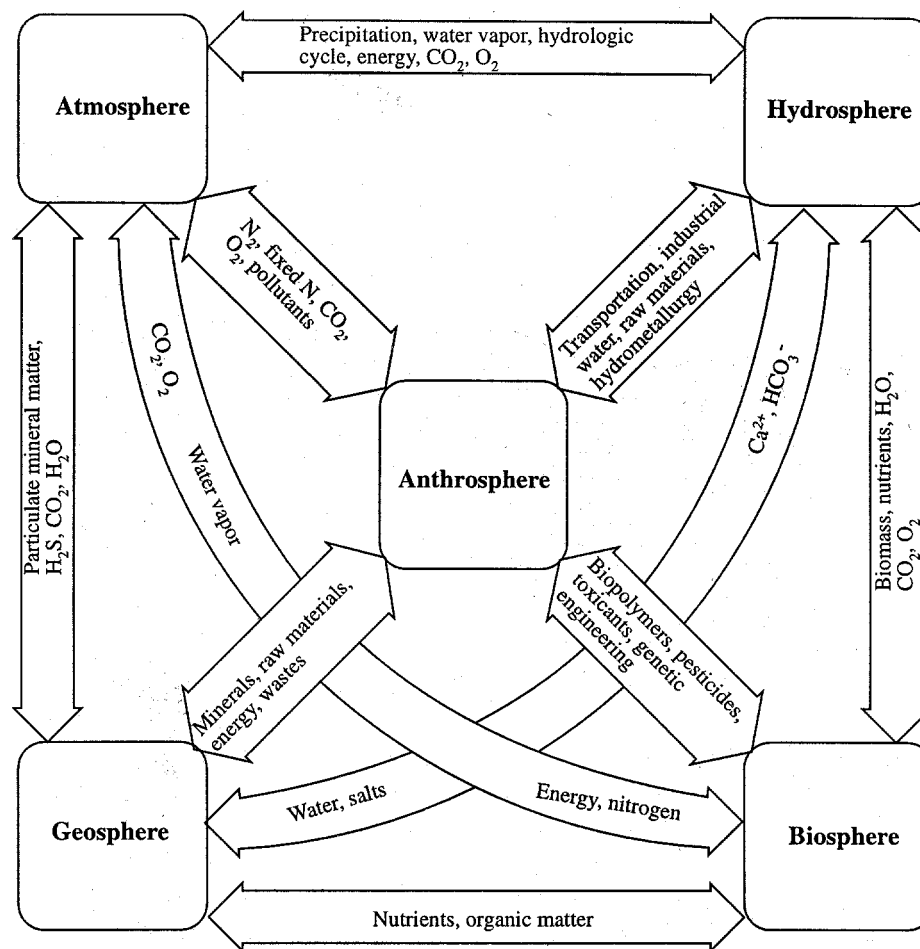 Precipitation, water vapor, hydrologic
cycle, energy, CO₂, O₂
Atmosphere
Hydrosphere
N₂, fixed N, CO₂,
O₂, pollutants
Transportation, industrial
water, raw materials,
hydrometallurgy
Particulate mineral matter,
H₂S, CO₂, H₂O
CO₂, O₂
Water vapor
Anthrosphere
Ca²⁺, HCO₃⁻
Biomass, nutrients, H₂O,
CO₂, O₂
Minerals, raw materials,
energy, wastes
Biopolymers, pesticides,
toxicants, genetic
engineering
Water, salts
Energy, nitrogen
Geosphere
Biosphere
Nutrients, organic matter